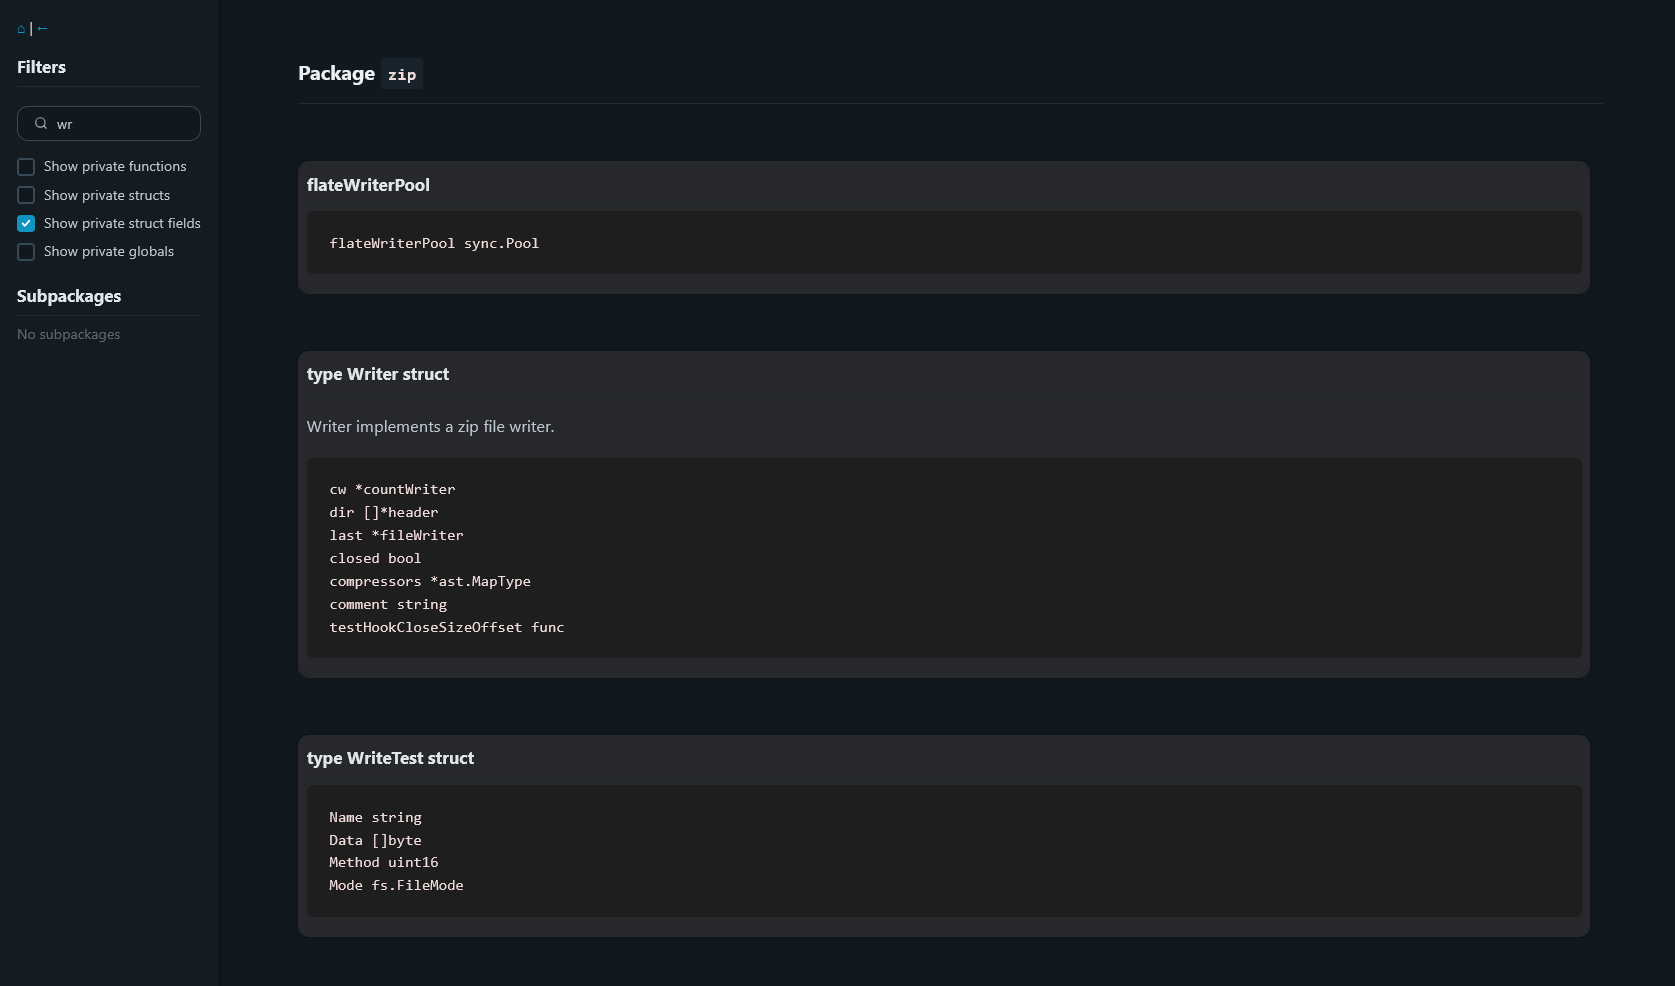 ⌂ | ←
Filters
wr
Show private functions
Show private structs
Show private struct fields
Show private globals
Subpackages
No subpackages
Package zip
flateWriterPool
flateWriterPool sync.Pool
type Writer struct
Writer implements a zip file writer.
cw *countWriter
dir []*header
last *fileWriter
closed bool
compressors *ast.MapType
comment string
testHookCloseSizeOffset func
type WriteTest struct
Name string
Data []byte
Method uint16
Mode fs.FileMode